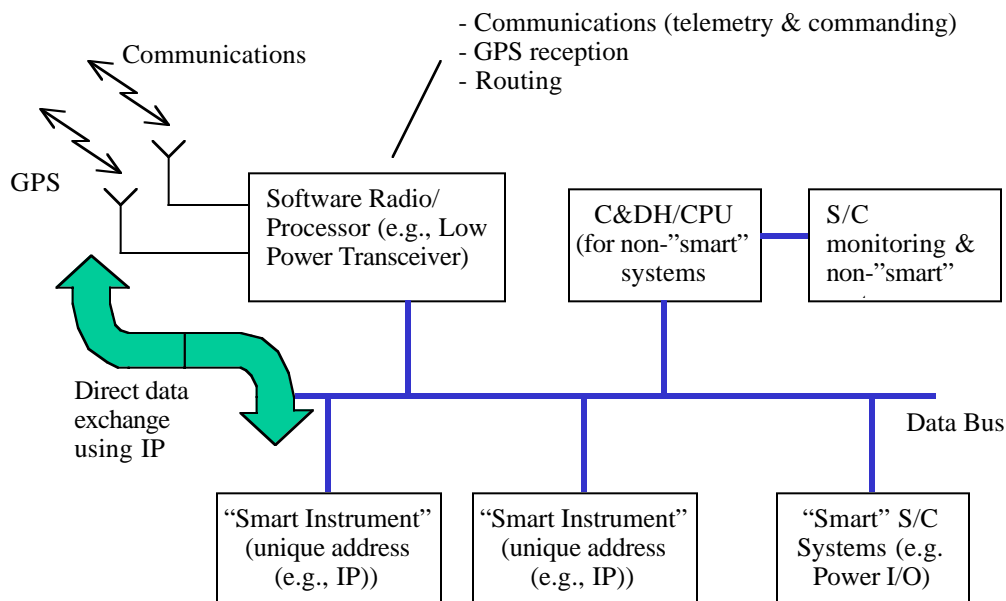 - Communications (telemetry & commanding)
- GPS reception
- Routing
Communications
GPS
Software Radio/
Processor (e.g., Low
Power Transceiver)
C&DH/CPU
(for non-”smart”
systems
S/C
monitoring &
non-”smart”
Direct data
exchange
using IP
Data Bus
“Smart Instrument”
(unique address
(e.g., IP))
“Smart Instrument”
(unique address
(e.g., IP))
“Smart” S/C
Systems (e.g.
Power I/O)